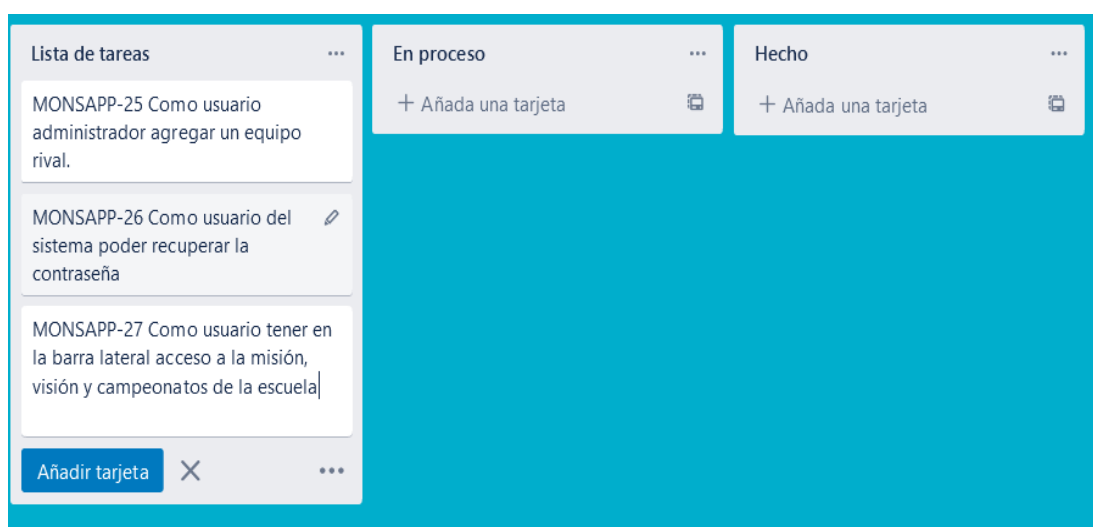 Lista de tareas
MONSAPP-25 Como usuario
administrador agregar un equipo
rival.
MONSAPP-26 Como usuario del
sistema poder recuperar la
contraseña
MONSAPP-27 Como usuario tener en
la barra lateral acceso a la misión,
visión y campeonatos de la escuela
Añadir tarjeta
En proceso
+ Añada una tarjeta
Hecho
+ Añada una tarjeta